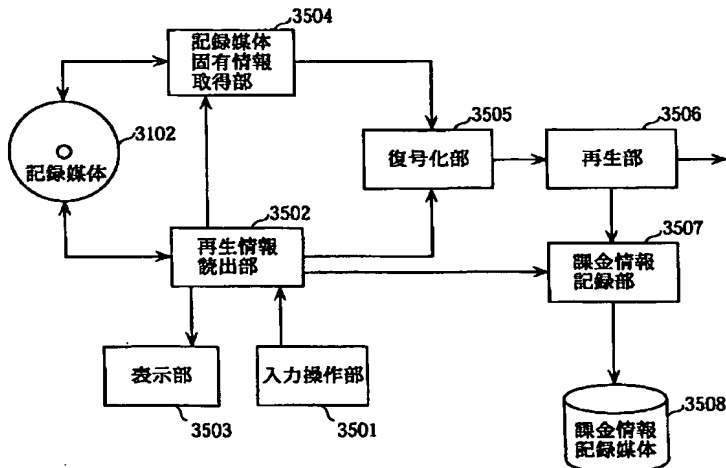 3504
記録媒体
固有情報
取得部
3102
記録媒体
3505
復号化部
3506
再生部
3502
再生情報
読出部
3507
課金情報
記録部
表示部
3503
入力操作部
3501
3508
課金情報
記録媒体